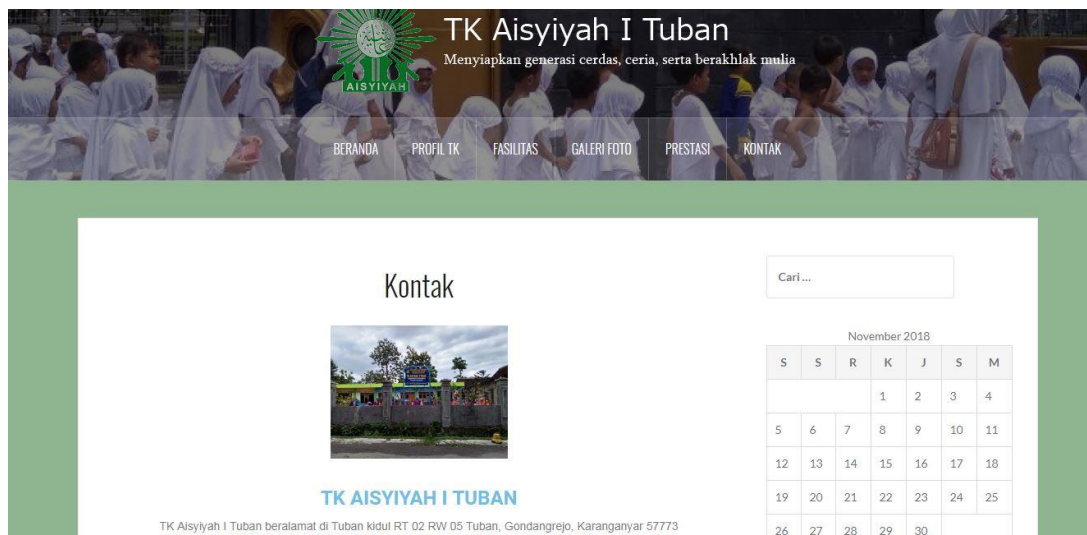 TK Aisyiyah I Tuban
Menyiapkan generasi cerdas, ceria, serta berakhlak mulia
AISYIYAH
BERANDA PROFIL TK FASILITAS GALERI FOTO PRESTASI KONTAK
Kontak
TK AISYIYAH I TUBAN
TK Aisyiyah I Tuban beralamat di Tuban kidul RT 02 RW 05 Tuban, Gondangrejo, Karanganyar 57773
Cari ...
November 2018
S S R K J S M
1 2 3 4
5 6 7 8 9 10 11
12 13 14 15 16 17 18
19 20 21 22 23 24 25
26 27 28 29 30